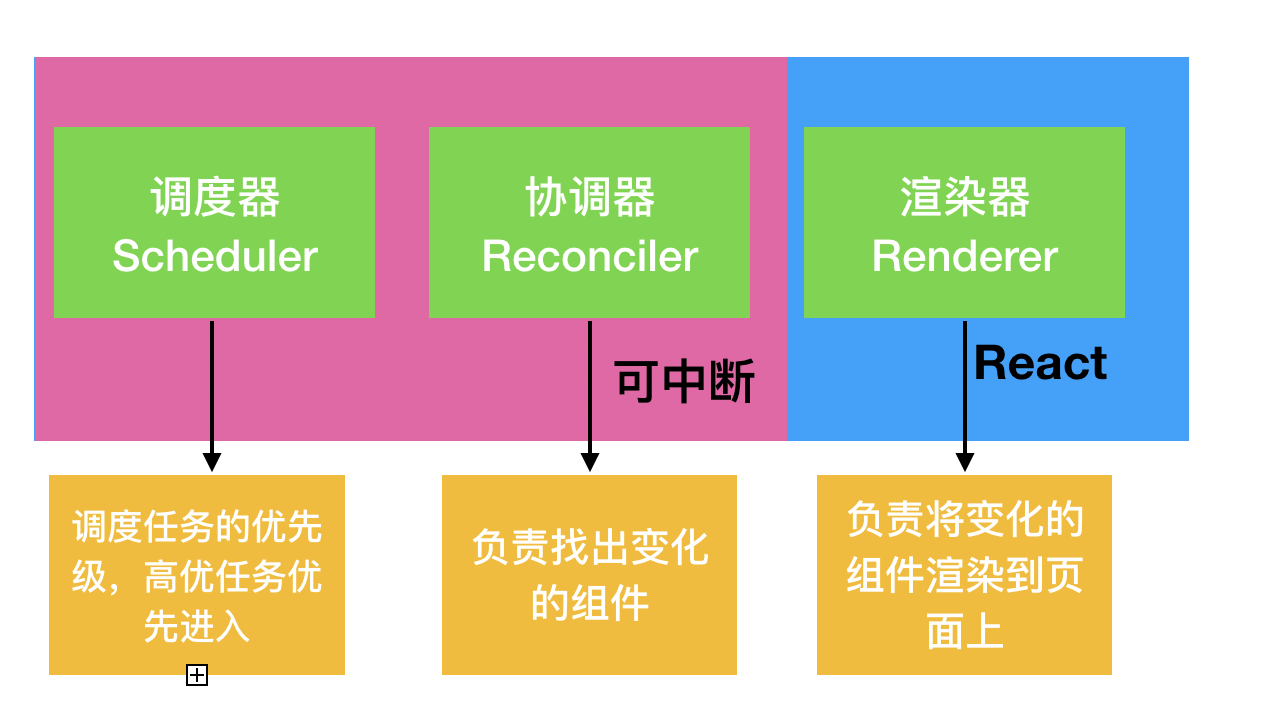 调度器
Scheduler
协调器
Reconciler
渲染器
Renderer
可中断
React
调度任务的优先
级，高优任务优
先进入
负责找出变化
的组件
负责将变化的
组件渲染到页
面上